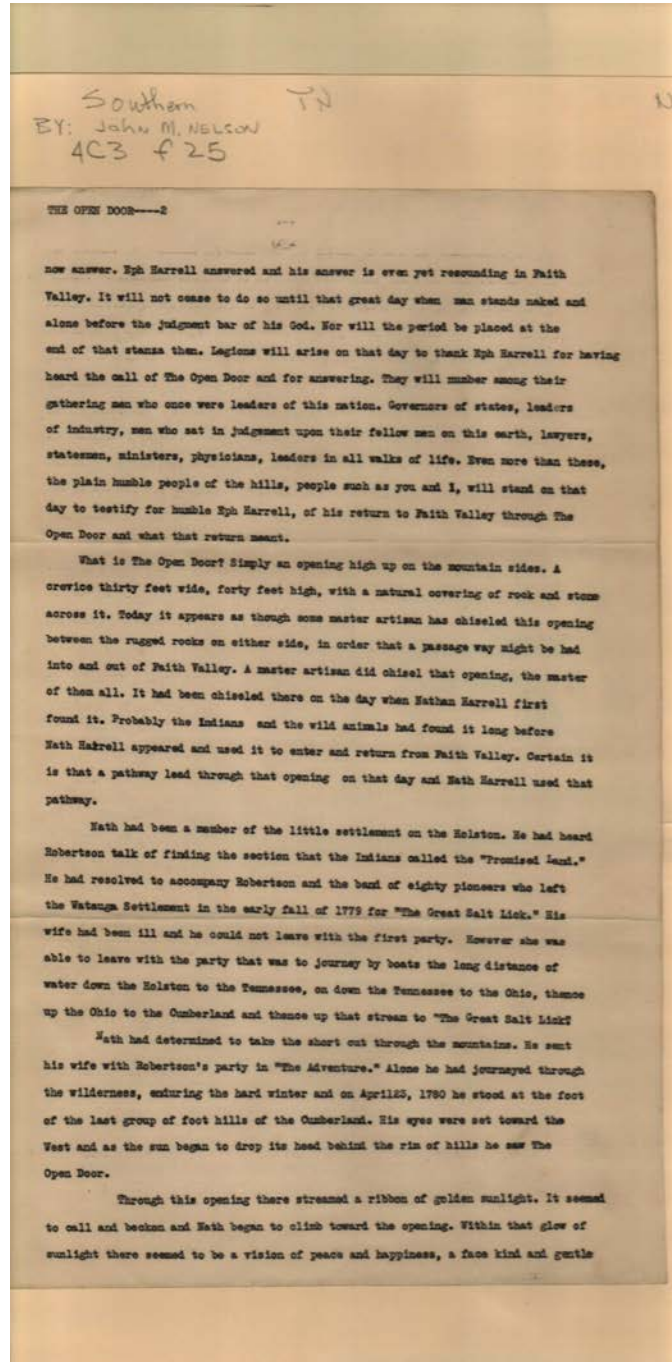 Southern TN N
BY: John M. NELSON
4C3 f 25
THE OPEN DOOR----2
now answer. Eph Harrell answered and his answer is even yet resounding in Faith
Valley. It will not cease to do so until that great day when man stands naked and
alone before the judgment bar of his God. Nor will the period be placed at the
end of that stanza then. Legions will arise on that day to thank Eph Harrell for having
heard the call of The Open Door and for answering. They will number among their
gathering men who once were leaders of this nation. Governors of states, leaders
of industry, men who sat in judgement upon their fellow men on this earth, lawyers,
statesmen, ministers, physicians, leaders in all walks of life. Even more than these,
the plain humble people of the hills, people such as you and I, will stand on that
day to testify for humble Eph Harrell, of his return to Faith Valley through The
Open Door and what that return meant.
What is The Open Door? Simply an opening high up on the mountain sides. A
crevice thirty feet wide, forty feet high, with a natural covering of rock and stone
across it. Today it appears as though some master artisan has chiseled this opening
between the rugged rocks on either side, in order that a passage way might be had
into and out of Faith Valley. A master artisan did chisel that opening, the master
of them all. It had been chiseled there on the day when Nathan Harrell first
found it. Probably the Indians and the wild animals had found it long before
Nath Harrell appeared and used it to enter and return from Faith Valley. Certain it
is that a pathway lead through that opening on that day and Nath Harrell used that
pathway.
Nath had been a member of the little settlement on the Holston. He had heard
Robertson talk of finding the section that the Indians called the "Promised Land."
He had resolved to accompany Robertson and the band of eighty pioneers who left
the Watauga Settlement in the early fall of 1779 for "The Great Salt Lick." His
wife had been ill and he could not leave with the first party. However she was
able to leave with the party that was to journey by boats the long distance of
water down the Holston to the Tennessee, on down the Tennessee to the Ohio, thence
up the Ohio to the Cumberland and thence up that stream to "The Great Salt Lick?
Nath had determined to take the short cut through the mountains. He sent
his wife with Robertson's party in "The Adventure." Alone he had journeyed through
the wilderness, enduring the hard winter and on April23, 1780 he stood at the foot
of the last group of foot hills of the Cumberland. His eyes were set toward the
West and as the sun began to drop its head behind the rim of hills he saw The
Open Door.
Through this opening there streamed a ribbon of golden sunlight. It seemed
to call and beckon and Nath began to climb toward the opening. Within that glow of
sunlight there seemed to be a vision of peace and happiness, a face kind and gentle